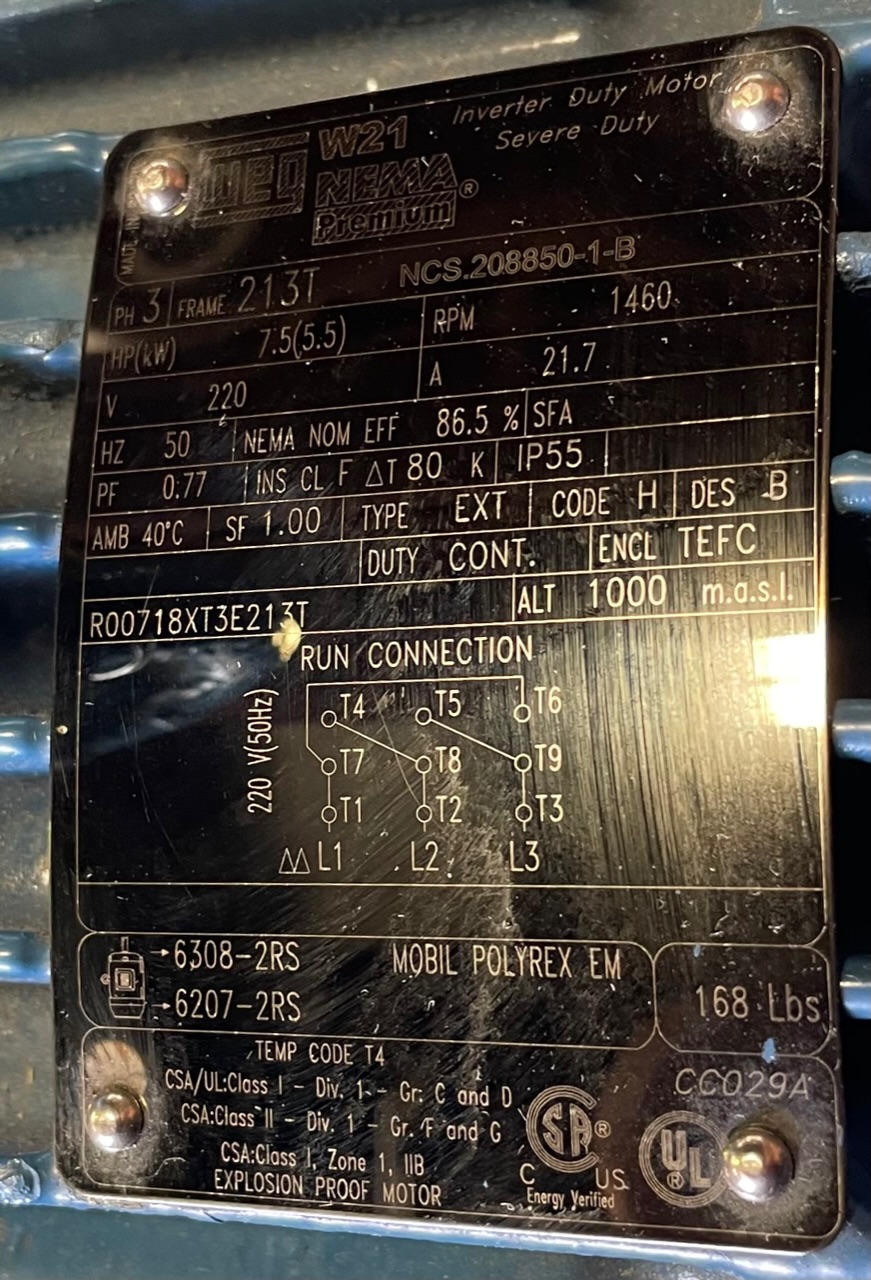 WEG W21 Inverter Duty Motor
Severe Duty
NEMA
Premium®
MADE IN
NCS.208850-1-B
PH 3 FRAME 213T
HP(kW) 7.5(5.5) RPM 1460
V 220 A 21.7
HZ 50 NEMA NOM EFF 86.5 % SFA
PF 0.77 INS CL F ΔT 80 K IP55
AMB 40°C SF 1.00 TYPE EXT CODE H DES B
DUTY CONT. ENCL TEFC
R00718XT3E213T ALT 1000 m.a.s.l.
RUN CONNECTION
220 V(50Hz)
T4 T5 T6
T7 T8 T9
T1 T2 T3
ΔΔ L1 L2 L3
6308-2RS MOBIL POLYREX EM
6207-2RS
168 Lbs
TEMP CODE T4
CSA/UL:Class I - Div. 1 - Gr. C and D
CSA:Class II - Div. 1 - Gr. F and G
CSA:Class I, Zone 1, IIB
EXPLOSION PROOF MOTOR
CC029A
SA®
C US
Energy Verified
UL
®